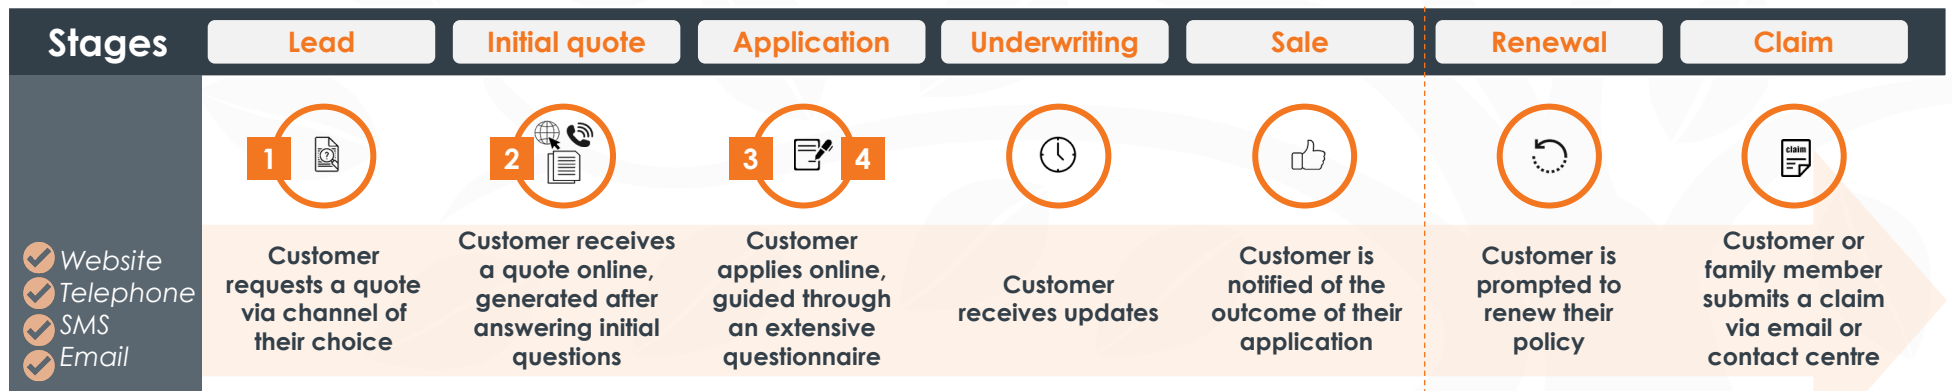 Stages
Lead
Initial quote
Application
Underwriting
Sale
Renewal
Claim
1
2
3
4
?
claim
Website
Telephone
SMS
Email
Customer
requests a quote
via channel of
their choice
Customer receives
a quote online,
generated after
answering initial
questions
Customer
applies online,
guided through
an extensive
questionnaire
Customer
receives updates
Customer is
notified of the
outcome of their
application
Customer is
prompted to
renew their
policy
Customer or
family member
submits a claim
via email or
contact centre